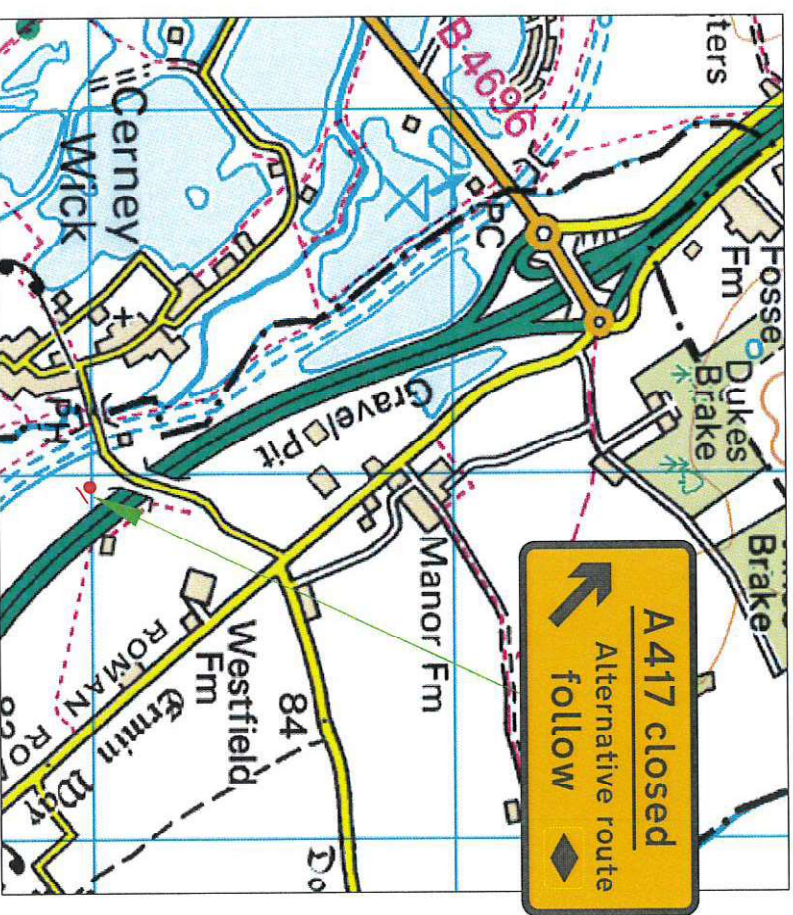 A417 closed
Alternative route
follow
Dukes
Brake
Brake
Fosse
Fm
Manor Fm
Gravel Pit
Westfield
Fm
84
ROMAN
Ermin Way
PC
B 4696
ters
Cerney
Wick
PH
Do